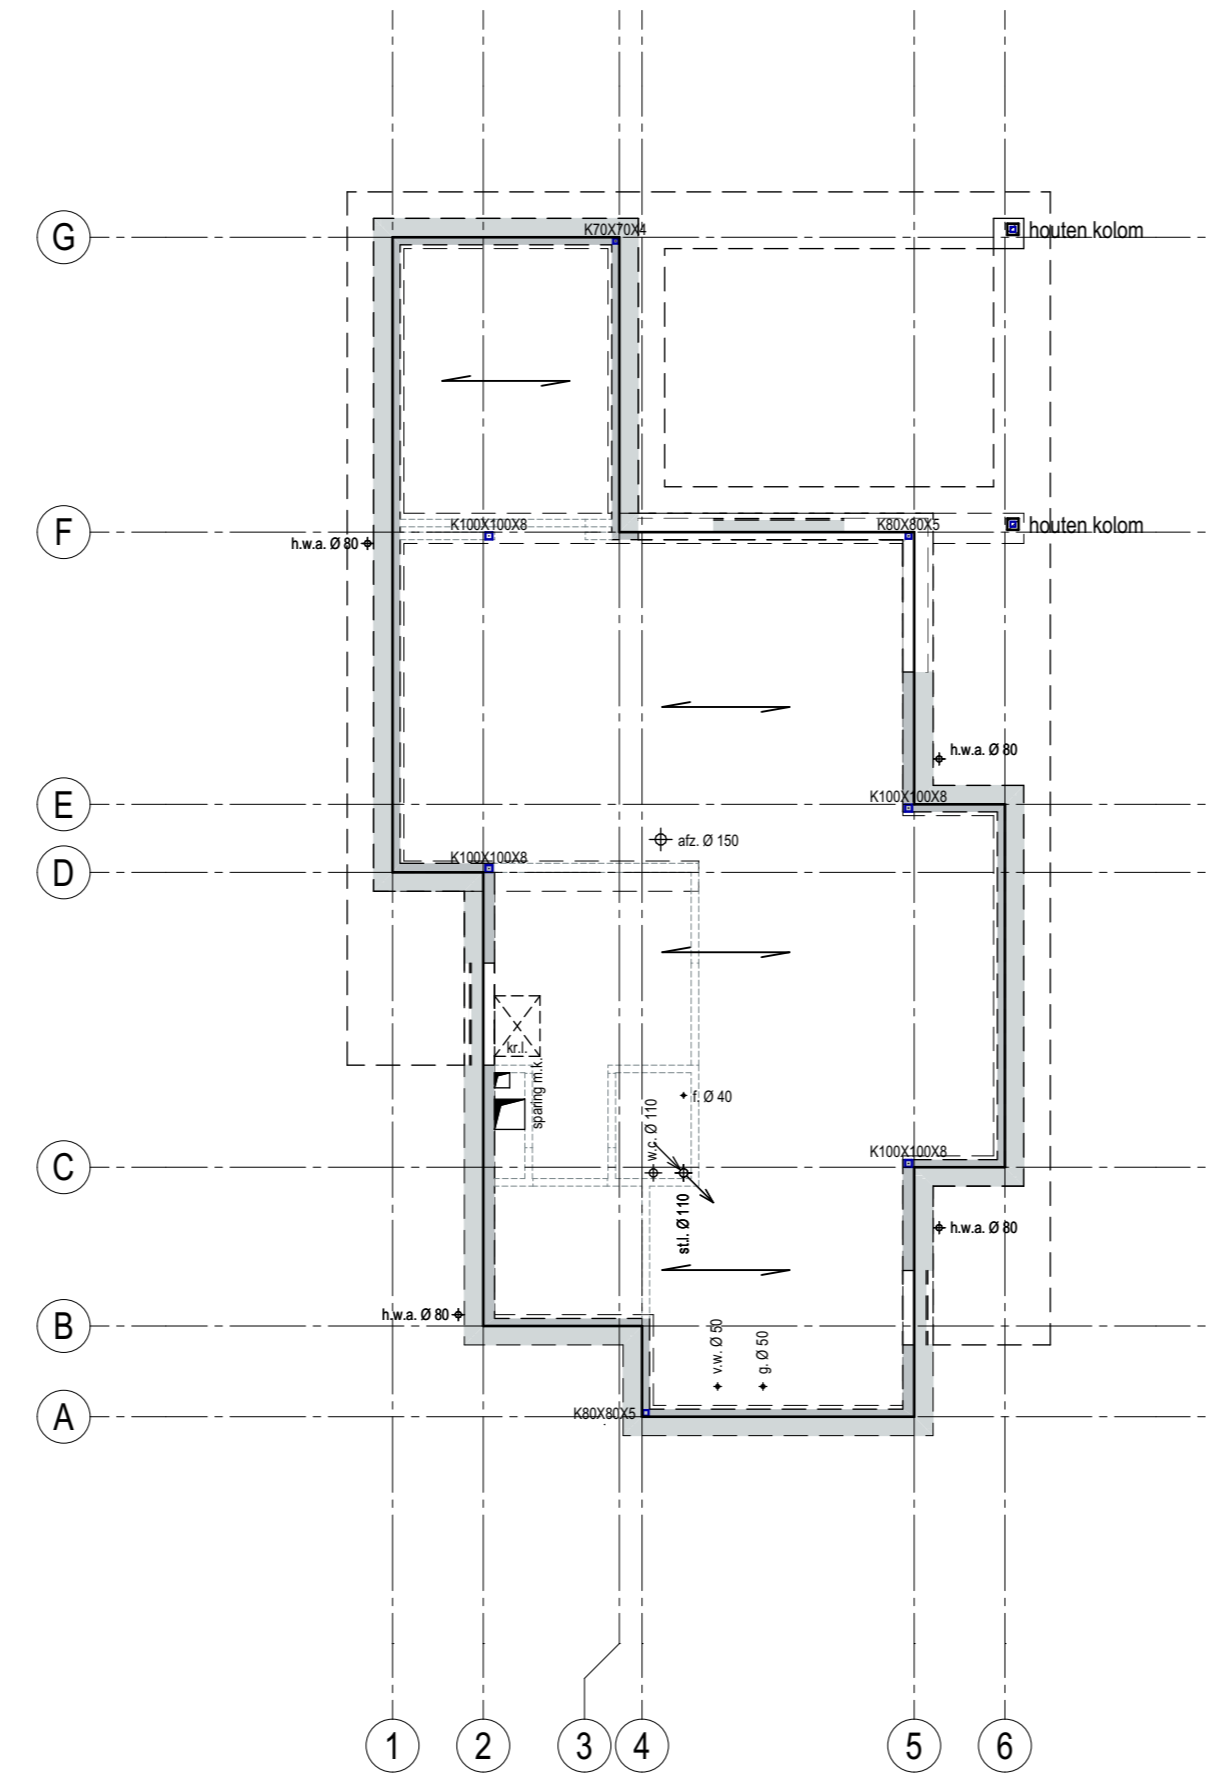 G
K70X70X4
houten kolom
F
K100X100X8
K80X80X5
houten kolom
h.w.a. Ø 80
h.w.a. Ø 80
E
K100X100X8
afz. Ø 150
D
K100X100X8
kr.l.
sparing m.k.
f. Ø 40
w.c. Ø 110
C
K100X100X8
st.l. Ø 110
h.w.a. Ø 80
B
h.w.a. Ø 80
v.w. Ø 50
g. Ø 50
A
K80X80X5
1
2
3
4
5
6